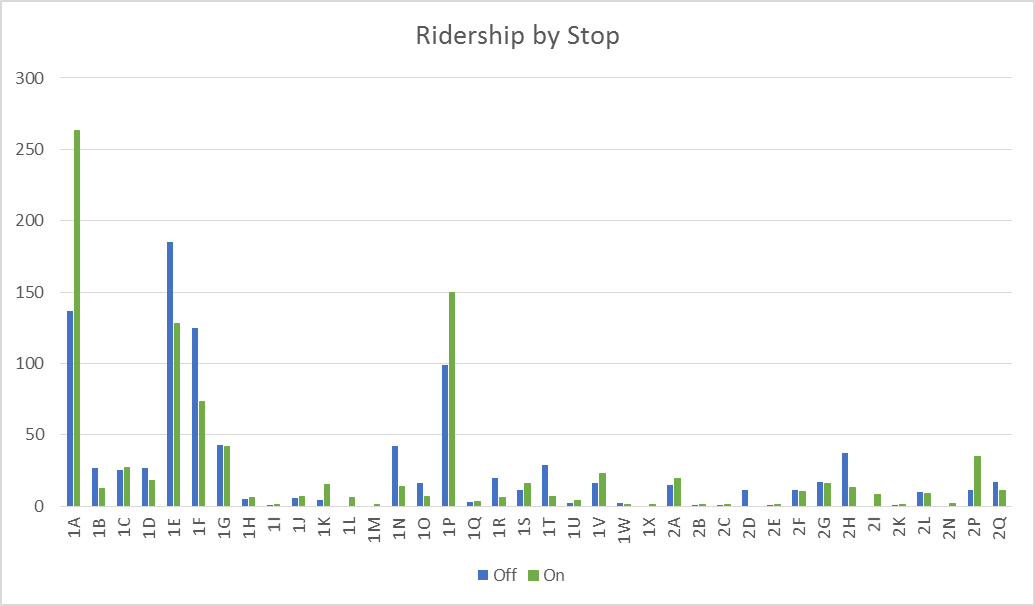 Ridership by Stop
300
250
200
150
100
50
0
1A 1B 1C 1D 1E 1F 1G 1H 1I 1J 1K 1L 1M 1N 1O 1P 1Q 1R 1S 1T 1U 1V 1W 1X 2A 2B 2C 2D 2E 2F 2G 2H 2I 2K 2L 2N 2P 2Q
Off On